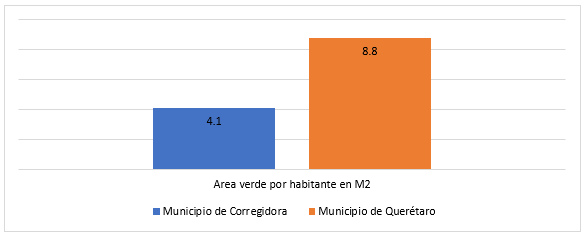 8.8
4.1
Area verde por habitante en M2
Municipio de Corregidora Municipio de Querétaro